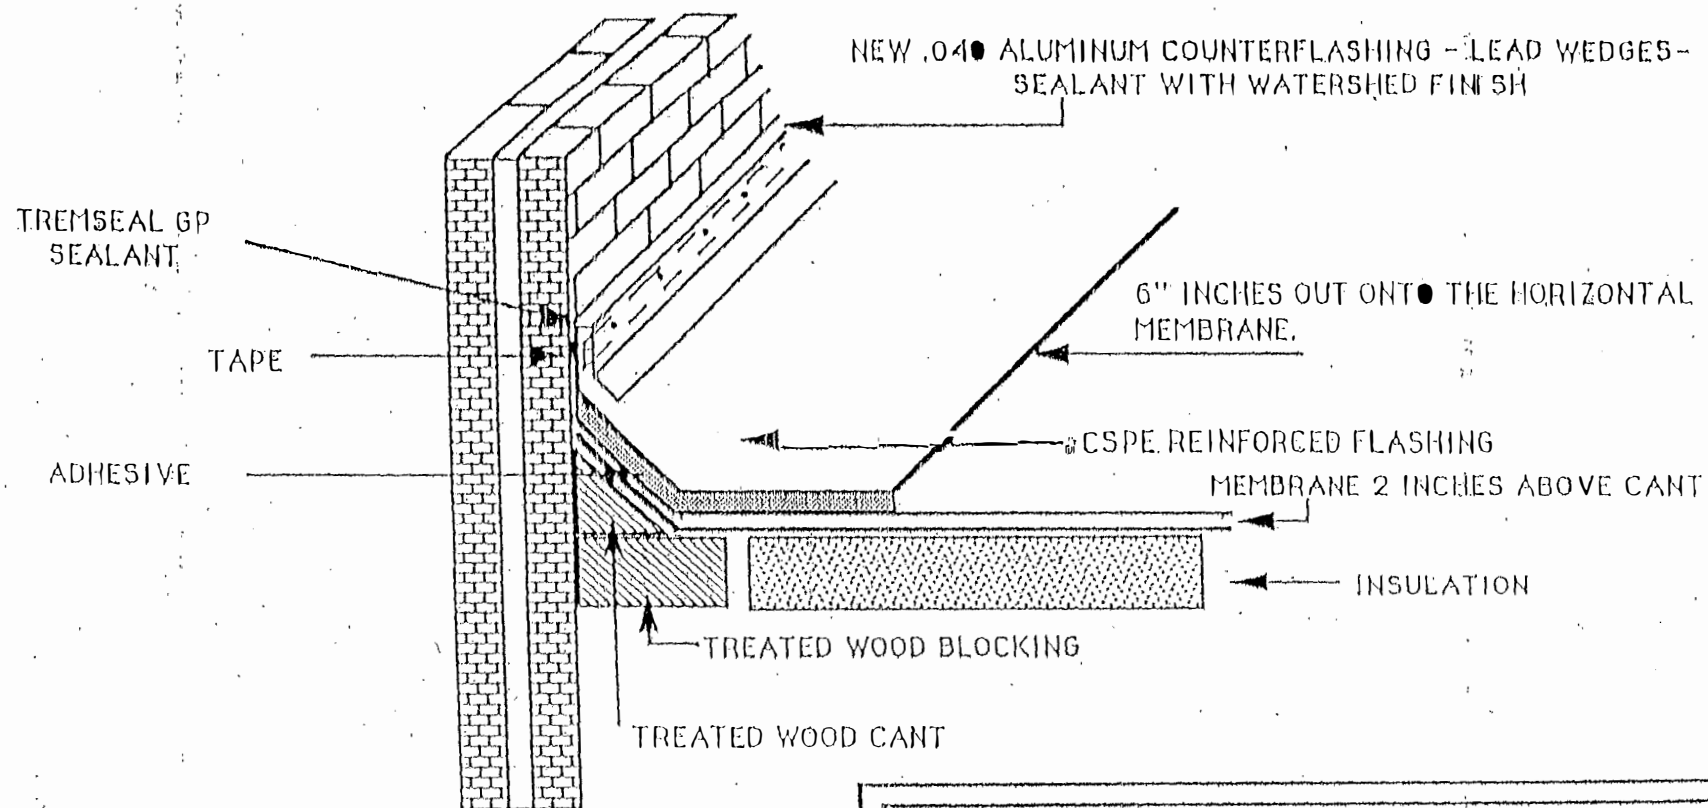 NEW .040 ALUMINUM COUNTERFLASHING - LEAD WEDGES-
SEALANT WITH WATERSHED FINISH
TREMSEAL GP
SEALANT
6" INCHES OUT ONTO THE HORIZONTAL
MEMBRANE.
TAPE
CSPE REINFORCED FLASHING
ADHESIVE
MEMBRANE 2 INCHES ABOVE CANT
INSULATION
TREATED WOOD BLOCKING
TREATED WOOD CANT